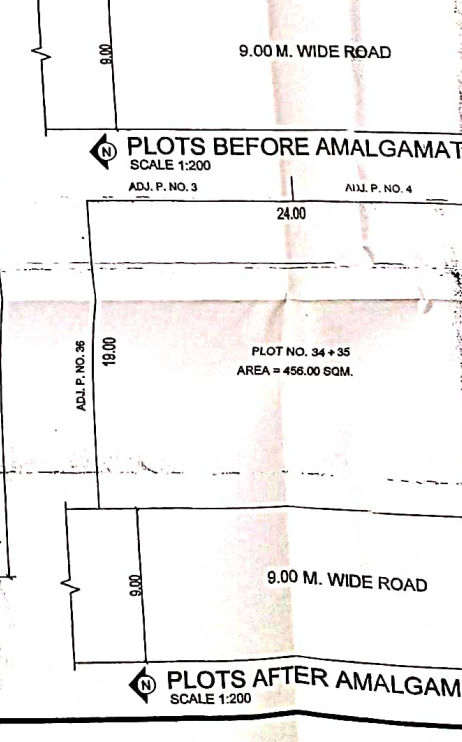 9.00
9.00 M. WIDE ROAD
N
PLOTS BEFORE AMALGAMAT
SCALE 1:200
ADJ. P. NO. 3
ADJ. P. NO. 4
24.00
ADJ. P. NO. 36
19.00
PLOT NO. 34+35
AREA = 456.00 SQM.
9.00
9.00 M. WIDE ROAD
N
PLOTS AFTER AMALGAM
SCALE 1:200